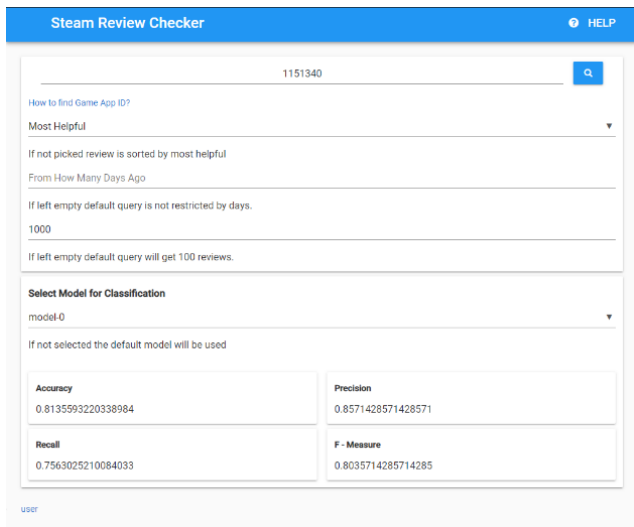 Steam Review Checker
HELP
1151340
How to find Game App ID?
Most Helpful
If not picked review is sorted by most helpful
From How Many Days Ago
If left empty default query is not restricted by days.
1000
If left empty default query will get 100 reviews.
Select Model for Classification
model-0
If not selected the default model will be used
Accuracy
0.8135593220338984
Precision
0.8571428571428571
Recall
0.7563025210084033
F - Measure
0.8035714285714285
user